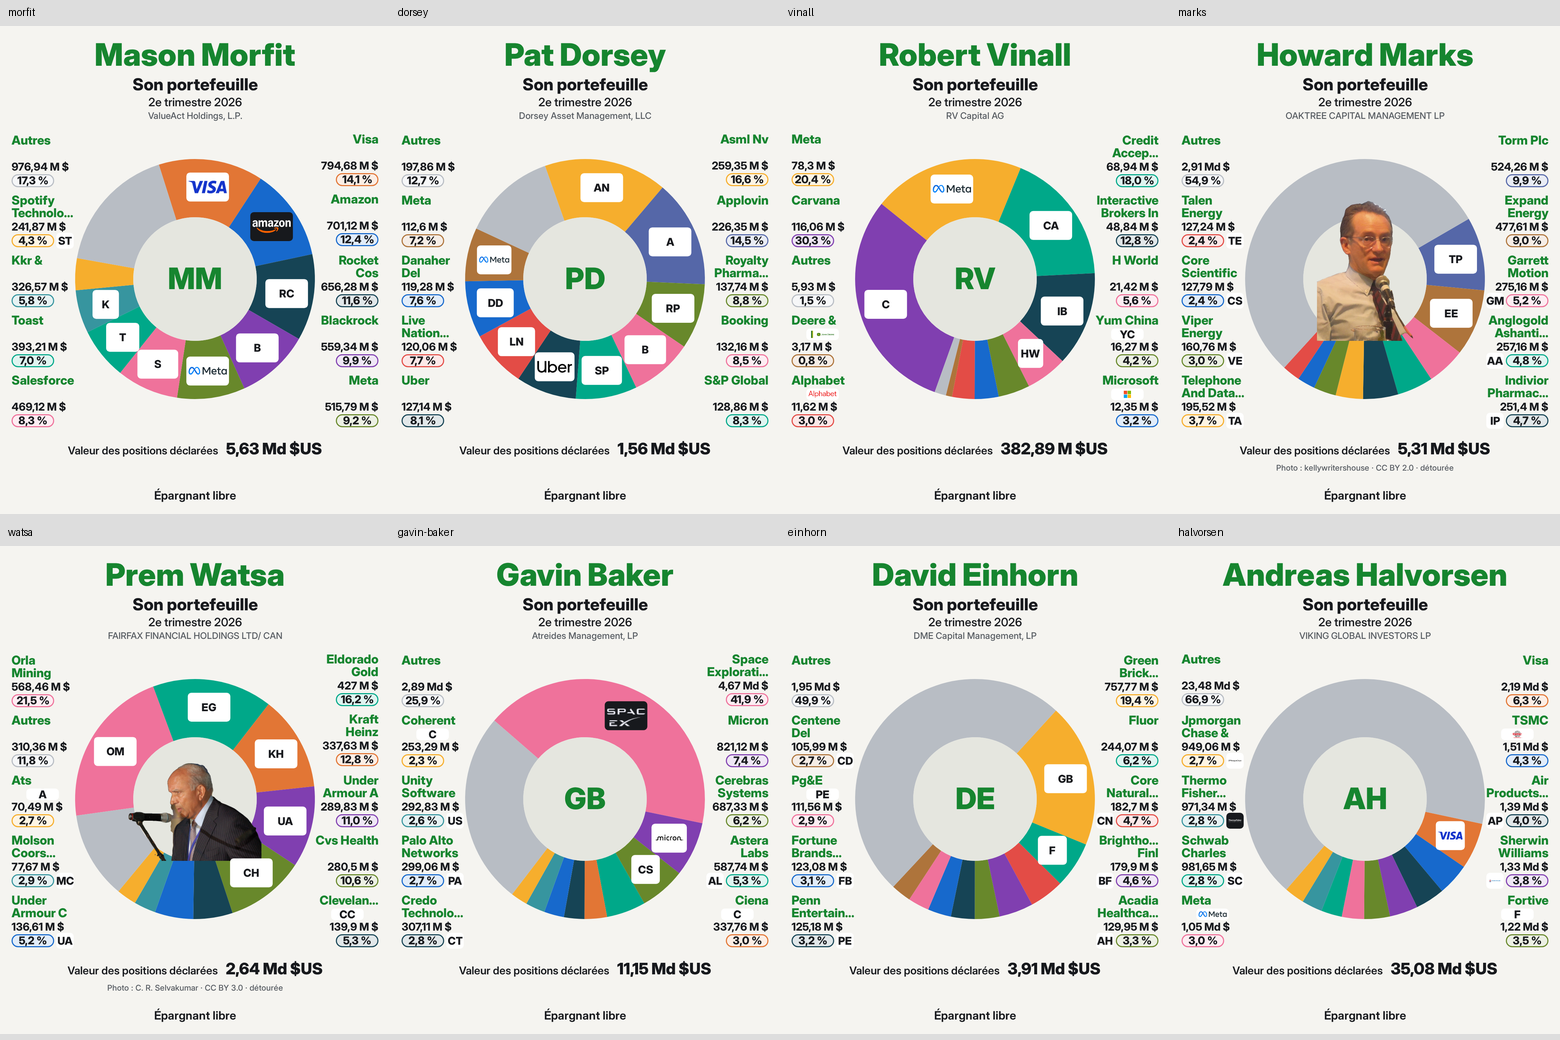 morfit
Mason Morfit
Son portefeuille
2e trimestre 2026
ValueAct Holdings, L.P.
Autres
976,94 M $
17,3 %
Spotify
Technolo...
241,87 M $
4,3 % ST
Kkr &
326,57 M $
5,8 %
Toast
393,21 M $
7,0 %
Salesforce
469,12 M $
8,3 %
VISA
amazon
RC
B
Meta
S
T
K
MM
Visa
794,68 M $
14,1 %
Amazon
701,12 M $
12,4 %
Rocket
Cos
656,28 M $
11,6 %
Blackrock
559,34 M $
9,9 %
Meta
515,79 M $
9,2 %
Valeur des positions déclarées 5,63 Md $US
Épargnant libre
dorsey
Pat Dorsey
Son portefeuille
2e trimestre 2026
Dorsey Asset Management, LLC
Autres
197,86 M $
12,7 %
Meta
112,6 M $
7,2 %
Danaher
Del
119,28 M $
7,6 %
Live
Nation...
120,06 M $
7,7 %
Uber
127,14 M $
8,1 %
AN
A
RP
B
SP
Uber
LN
DD
Meta
PD
Asml Nv
259,35 M $
16,6 %
Applovin
226,35 M $
14,5 %
Royalty
Pharma...
137,74 M $
8,8 %
Booking
132,16 M $
8,5 %
S&P Global
128,86 M $
8,3 %
Valeur des positions déclarées 1,56 Md $US
Épargnant libre
vinall
Robert Vinall
Son portefeuille
2e trimestre 2026
RV Capital AG
Meta
78,3 M $
20,4 %
Carvana
116,06 M $
30,3 %
Autres
5,93 M $
1,5 %
Deere &
3,17 M $
0,8 %
Alphabet
Alphabet
11,62 M $
3,0 %
Meta
CA
IB
HW
C
RV
Credit
Accep...
68,94 M $
18,0 %
Interactive
Brokers In
48,84 M $
12,8 %
H World
21,42 M $
5,6 %
Yum China
YC
16,27 M $
4,2 %
Microsoft
12,35 M $
3,2 %
Valeur des positions déclarées 382,89 M $US
Épargnant libre
marks
Howard Marks
Son portefeuille
2e trimestre 2026
OAKTREE CAPITAL MANAGEMENT LP
Autres
2,91 Md $
54,9 %
Talen
Energy
127,24 M $
2,4 % TE
Core
Scientific
127,79 M $
2,4 % CS
Viper
Energy
160,76 M $
3,0 % VE
Telephone
And Data...
195,52 M $
3,7 % TA
TP
EE
Torm Plc
524,26 M $
9,9 %
Expand
Energy
477,61 M $
9,0 %
Garrett
Motion
275,16 M $
GM 5,2 %
Anglogold
Ashanti...
257,16 M $
AA 4,8 %
Indivior
Pharmac...
251,4 M $
IP 4,7 %
Valeur des positions déclarées 5,31 Md $US
Photo : kellywritershouse · CC BY 2.0 · détourée
Épargnant libre
watsa
Prem Watsa
Son portefeuille
2e trimestre 2026
FAIRFAX FINANCIAL HOLDINGS LTD/ CAN
Orla
Mining
568,46 M $
21,5 %
Autres
310,36 M $
11,8 %
Ats
A
70,49 M $
2,7 %
Molson
Coors...
77,67 M $
2,9 % MC
Under
Armour C
136,61 M $
5,2 % UA
EG
KH
UA
CH
OM
Eldorado
Gold
427 M $
16,2 %
Kraft
Heinz
337,63 M $
12,8 %
Under
Armour A
289,83 M $
11,0 %
Cvs Health
280,5 M $
10,6 %
Clevelan...
CC
139,9 M $
5,3 %
Valeur des positions déclarées 2,64 Md $US
Photo : C. R. Selvakumar · CC BY 3.0 · détourée
Épargnant libre
gavin-baker
Gavin Baker
Son portefeuille
2e trimestre 2026
Atreides Management, LP
Autres
2,89 Md $
25,9 %
Coherent
C
253,29 M $
2,3 %
Unity
Software
292,83 M $
2,6 % US
Palo Alto
Networks
299,06 M $
2,7 % PA
Credo
Technolo...
307,11 M $
2,8 % CT
SPACEX
micron
CS
GB
Space
Explorati...
4,67 Md $
41,9 %
Micron
821,12 M $
7,4 %
Cerebras
Systems
687,33 M $
6,2 %
Astera
Labs
587,74 M $
AL 5,3 %
Ciena
C
337,76 M $
3,0 %
Valeur des positions déclarées 11,15 Md $US
Épargnant libre
einhorn
David Einhorn
Son portefeuille
2e trimestre 2026
DME Capital Management, LP
Autres
1,95 Md $
49,9 %
Centene
Del
105,99 M $
2,7 % CD
Pg&E
PE
111,56 M $
2,9 %
Fortune
Brands...
123,08 M $
3,1 % FB
Penn
Entertain...
125,18 M $
3,2 % PE
GB
F
DE
Green
Brick...
757,77 M $
19,4 %
Fluor
244,07 M $
6,2 %
Core
Natural...
182,7 M $
CN 4,7 %
Brightho...
Finl
179,9 M $
BF 4,6 %
Acadia
Healthca...
129,95 M $
AH 3,3 %
Valeur des positions déclarées 3,91 Md $US
Épargnant libre
halvorsen
Andreas Halvorsen
Son portefeuille
2e trimestre 2026
VIKING GLOBAL INVESTORS LP
Autres
23,48 Md $
66,9 %
Jpmorgan
Chase &
949,06 M $
2,7 %
Thermo
Fisher...
971,34 M $
2,8 %
Schwab
Charles
981,65 M $
2,8 % SC
Meta
Meta
1,05 Md $
3,0 %
VISA
AH
Visa
2,19 Md $
6,3 %
TSMC
1,51 Md $
4,3 %
Air
Products...
1,39 Md $
AP 4,0 %
Sherwin
Williams
1,33 Md $
3,8 %
Fortive
F
1,22 Md $
3,5 %
Valeur des positions déclarées 35,08 Md $US
Épargnant libre